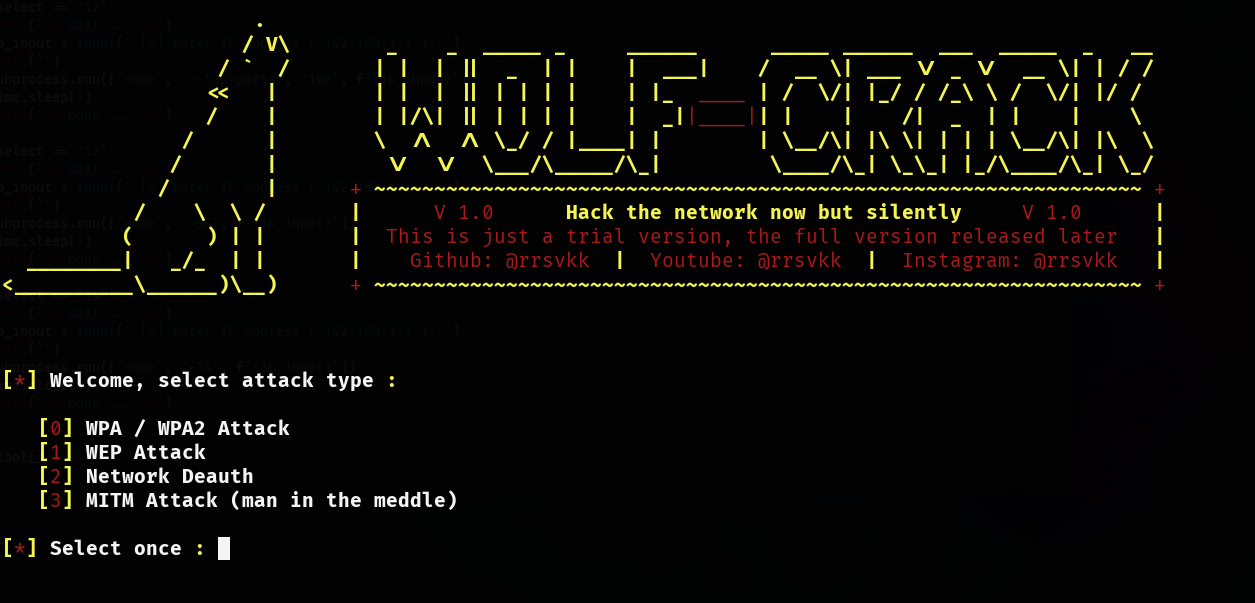 WOLF-CRACK
V 1.0 Hack the network now but silently V 1.0
This is just a trial version, the full version released later
Github: @rrsvkk | Youtube: @rrsvkk | Instagram: @rrsvkk
[*] Welcome, select attack type :
[0] WPA / WPA2 Attack
[1] WEP Attack
[2] Network Deauth
[3] MITM Attack (man in the meddle)
[*] Select once :